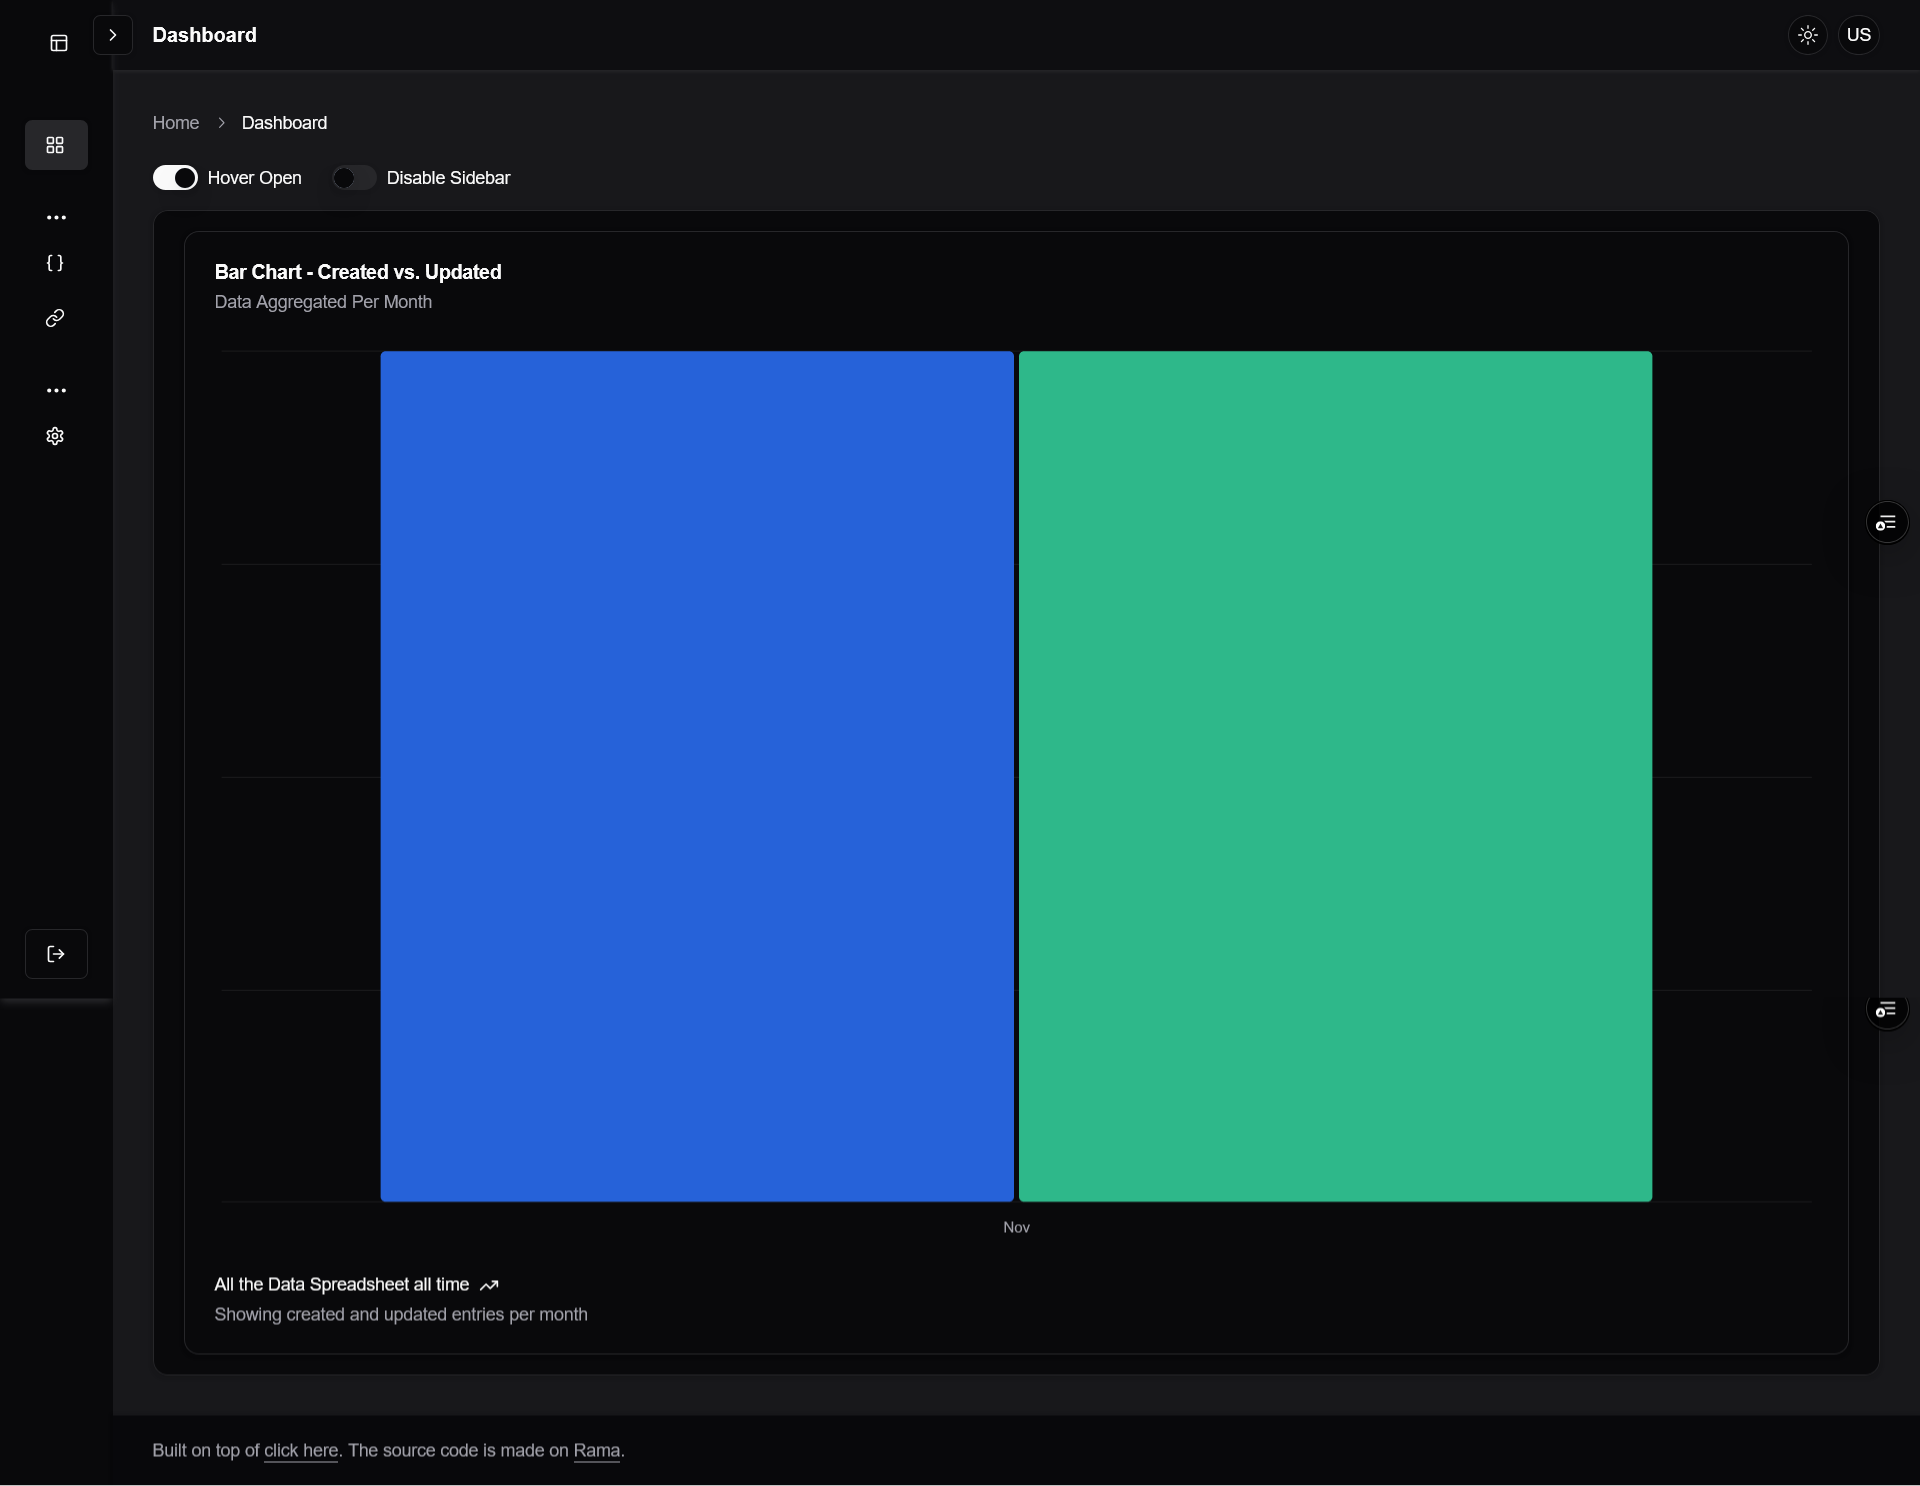 Dashboard
US
Home
Dashboard
Hover Open
Disable Sidebar
Bar Chart - Created vs. Updated
Data Aggregated Per Month
Nov
All the Data Spreadsheet all time
Showing created and updated entries per month
Built on top of click here. The source code is made on Rama.